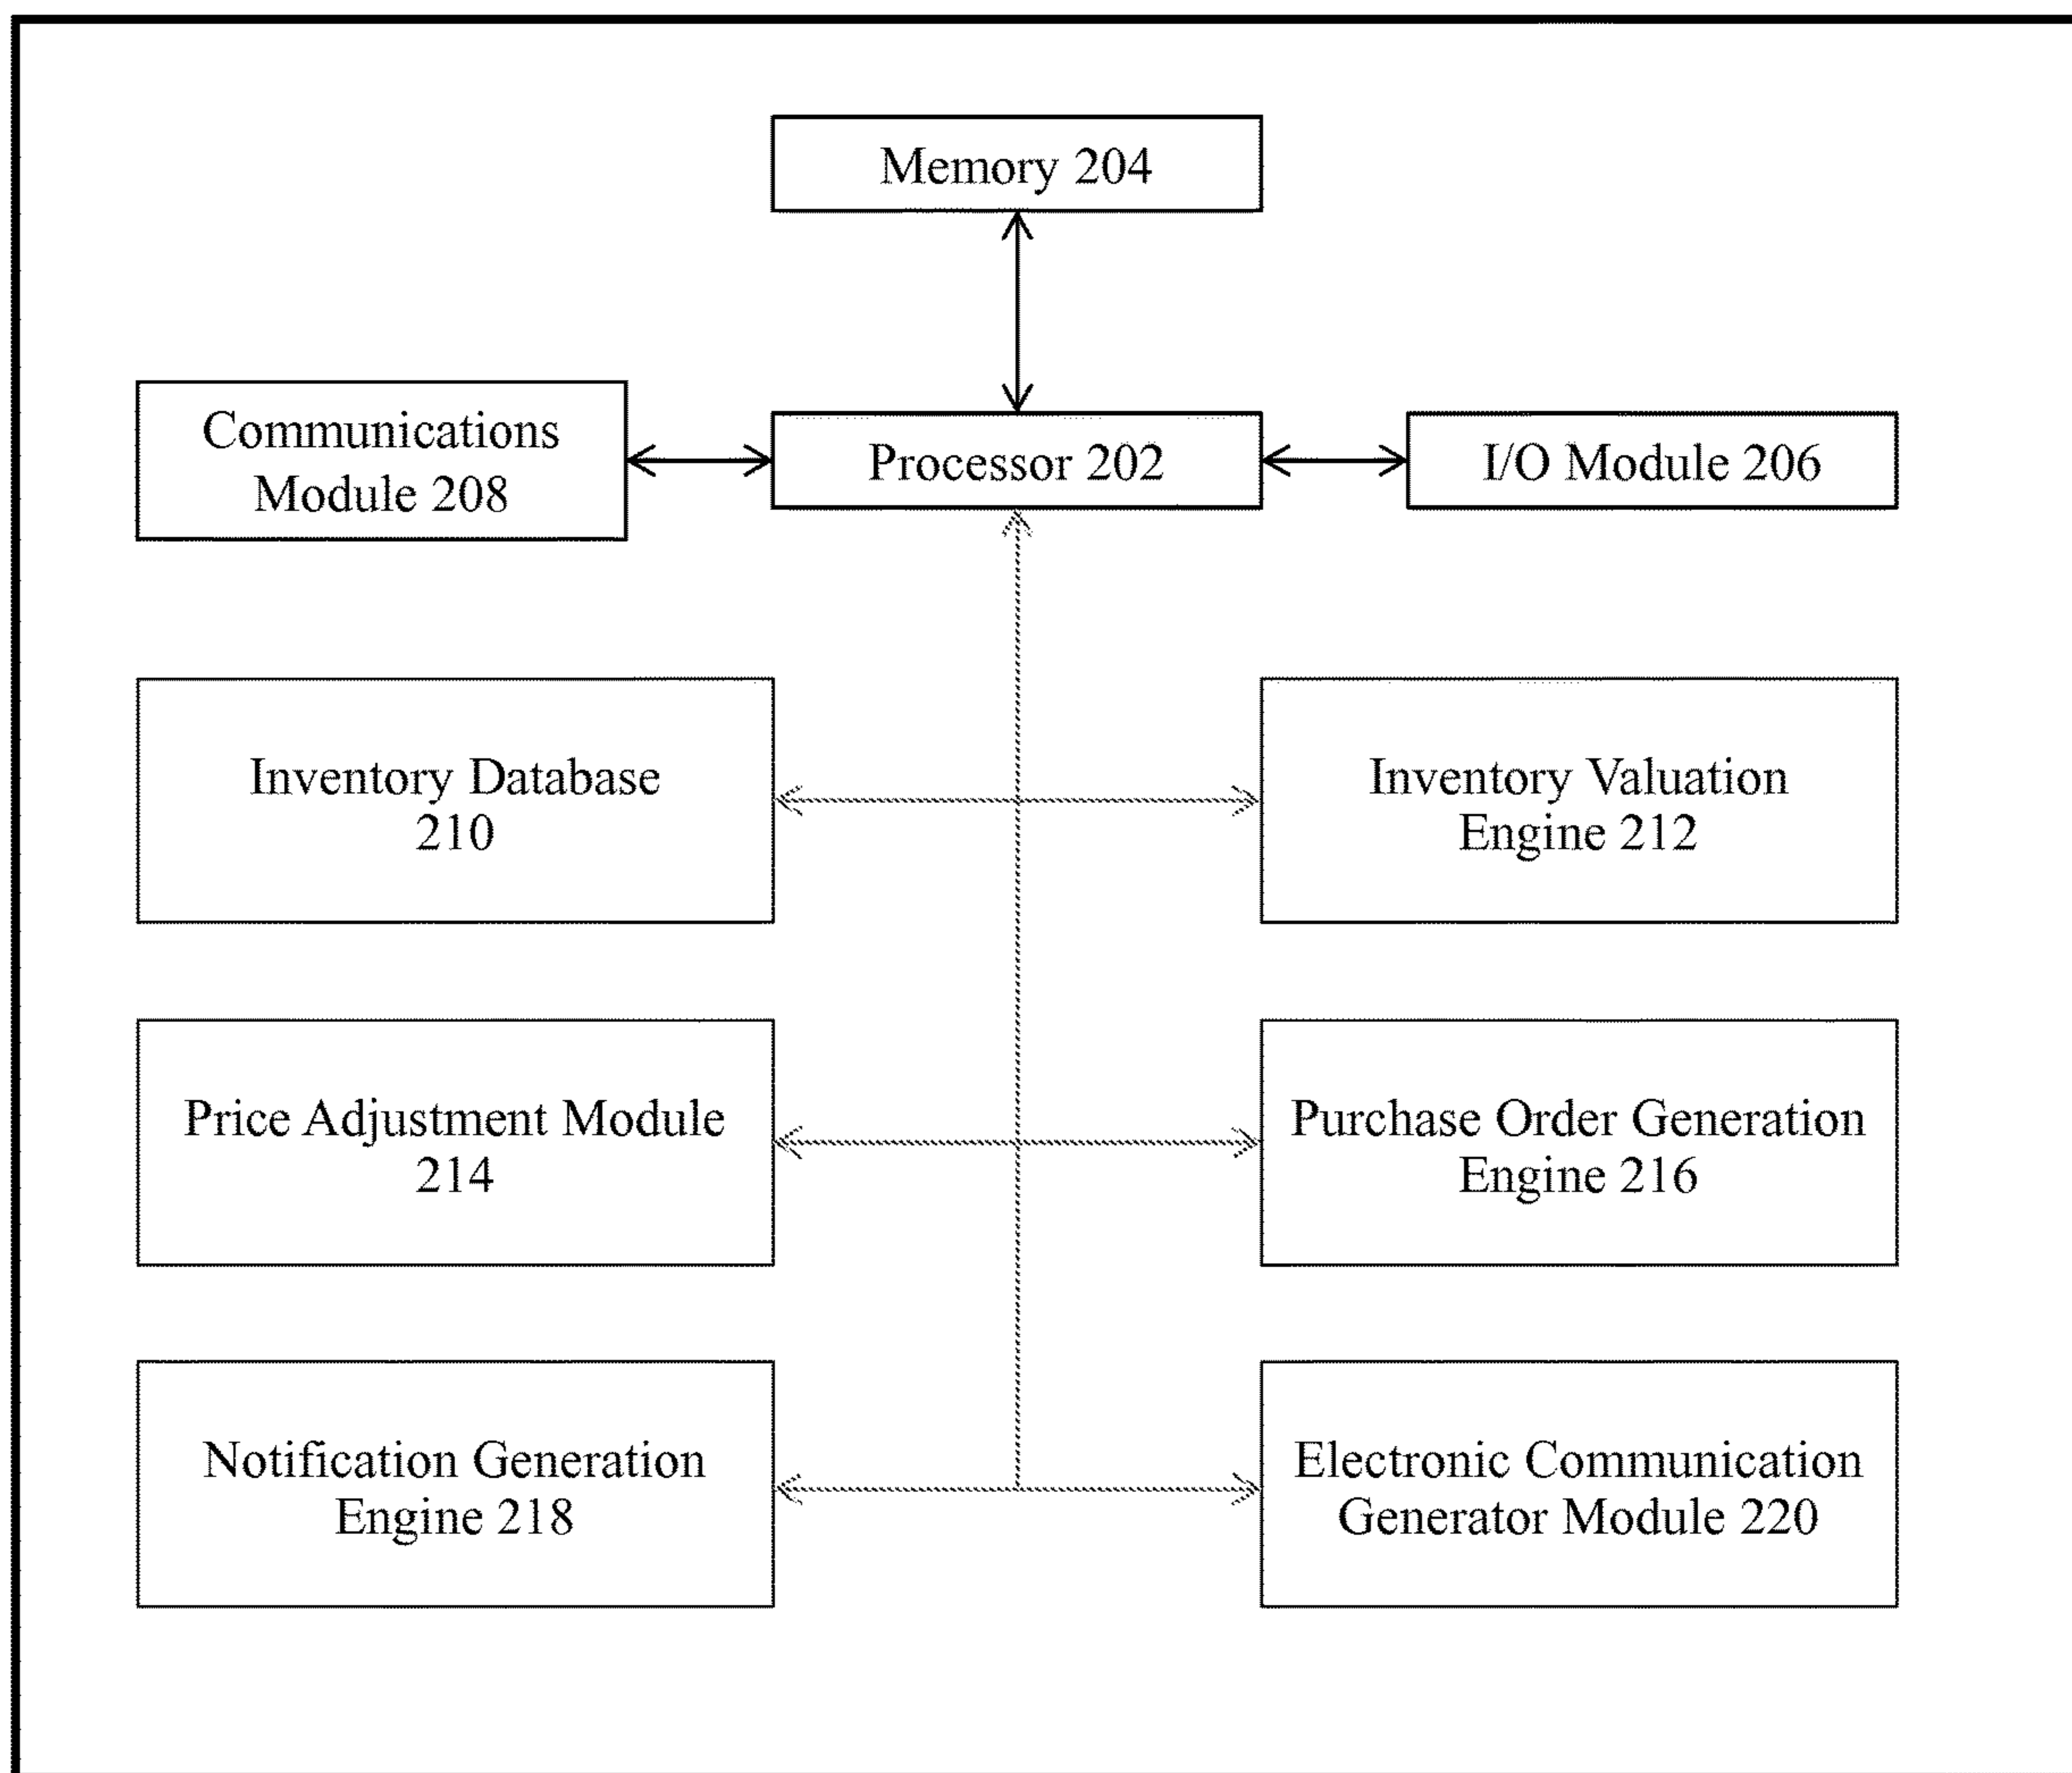 Memory 204
Communications
Module 208
Processor 202
I/O Module 206
Inventory Database
210
Inventory Valuation
Engine 212
Price Adjustment Module
214
Purchase Order Generation
Engine 216
Notification Generation
Engine 218
Electronic Communication
Generator Module 220